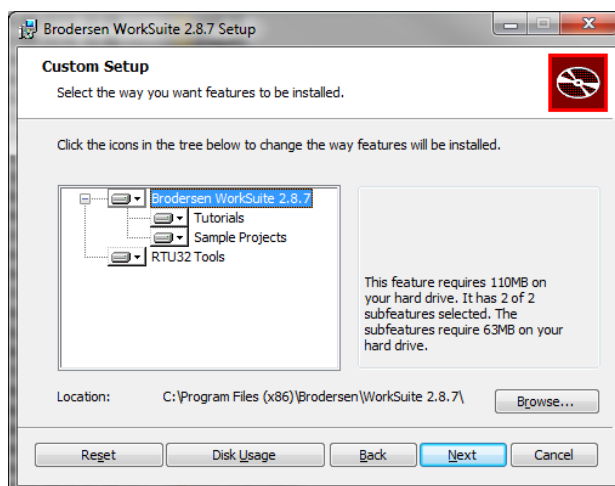 Brodersen WorkSuite 2.8.7 Setup
Custom Setup
Select the way you want features to be installed.
Click the icons in the tree below to change the way features will be installed.
Brodersen WorkSuite 2.8.7
Tutorials
Sample Projects
RTU32 Tools
This feature requires 110MB on
your hard drive. It has 2 of 2
subfeatures selected. The
subfeatures require 63MB on your
hard drive.
Location: C:\Program Files (x86)\Brodersen\WorkSuite 2.8.7\
Browse...
Reset Disk Usage Back Next Cancel